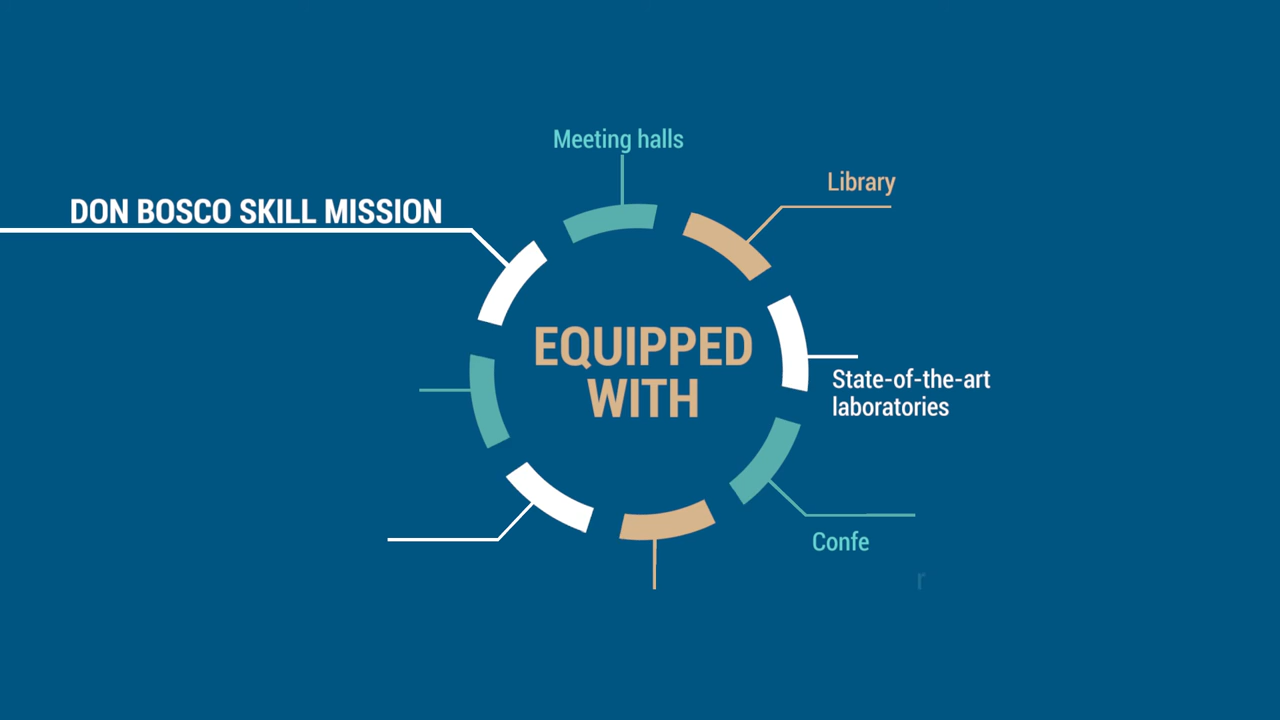 Meeting halls
Library
DON BOSCO SKILL MISSION
EQUIPPED
WITH
State-of-the-art
laboratories
Confe
r